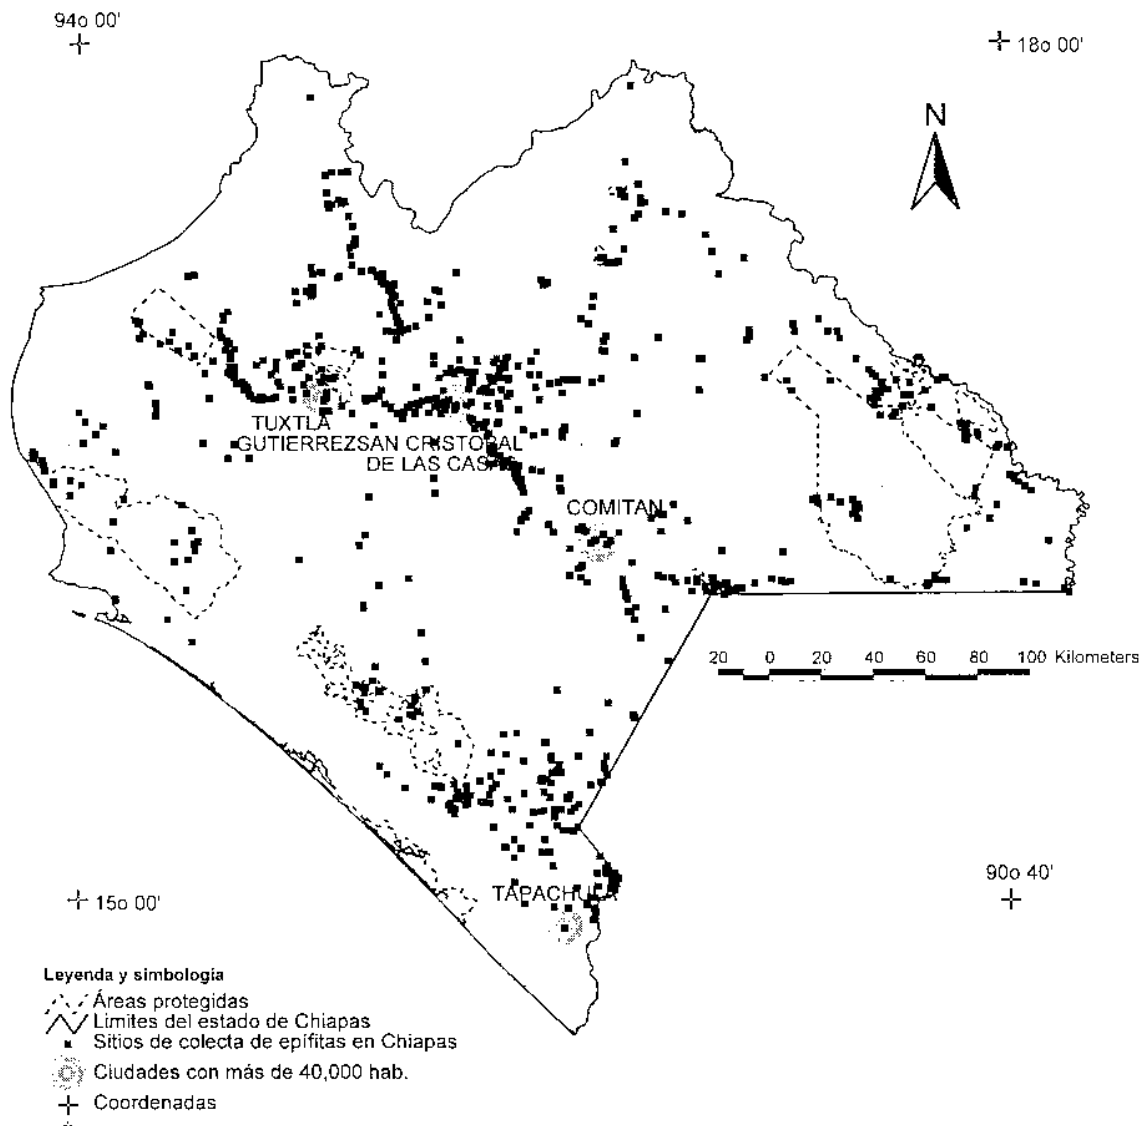 94o 00'
18o 00'
N
TUXTLA
GUTIERREZ
SAN CRISTOBAL
DE LAS CASAS
COMITAN
20 0 20 40 60 80 100 Kilometers
TAPACHULA
90o 40'
15o 00'
Leyenda y simbología
Áreas protegidas
Limites del estado de Chiapas
Sitios de colecta de epífitas en Chiapas
Ciudades con más de 40,000 hab.
Coordenadas